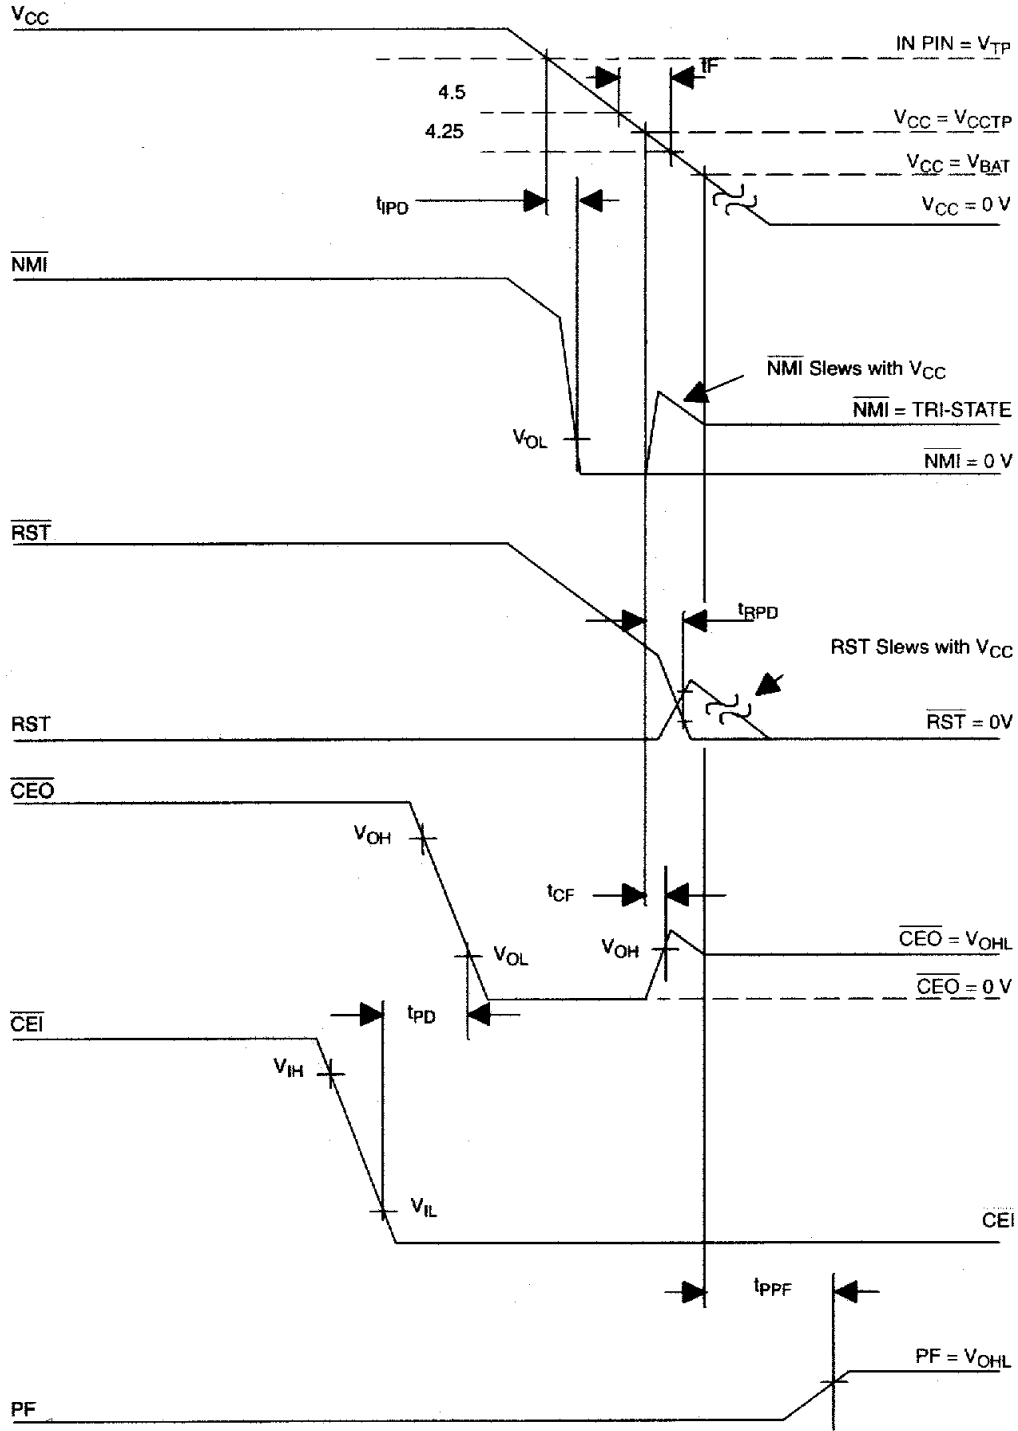 VCC
IN PIN = VTP
tF
4.5
VCC = VCCTP
4.25
VCC = VBAT
tIPD
VCC = 0 V
NMI
NMI Slews with VCC
NMI = TRI-STATE
VOL
NMI = 0 V
RST
tRPD
RST Slews with VCC
RST
RST = 0V
CEO
VOH
tCF
CEO = VOHL
VOH
VOL
CEO = 0 V
tPD
CEI
VIH
VIL
CEI
tPPF
PF = VOHL
PF